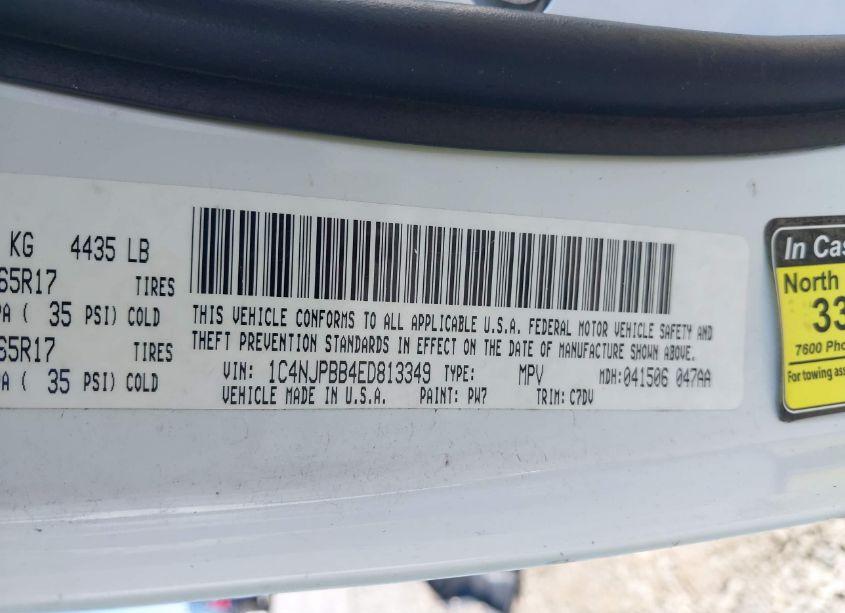 KG 4435 LB
65R17 TIRES
PA ( 35 PSI) COLD
65R17 TIRES
PA ( 35 PSI) COLD
THIS VEHICLE CONFORMS TO ALL APPLICABLE U.S.A. FEDERAL MOTOR VEHICLE SAFETY AND
THEFT PREVENTION STANDARDS IN EFFECT ON THE DATE OF MANUFACTURE SHOWN ABOVE.
VIN: 1C4NJPBB4ED813349 TYPE: MPV MDH:041506 047AA
VEHICLE MADE IN U.S.A. PAINT: PW7 TRIM: C7DV
In Cas
North
33
7600 Pho
For towing ass